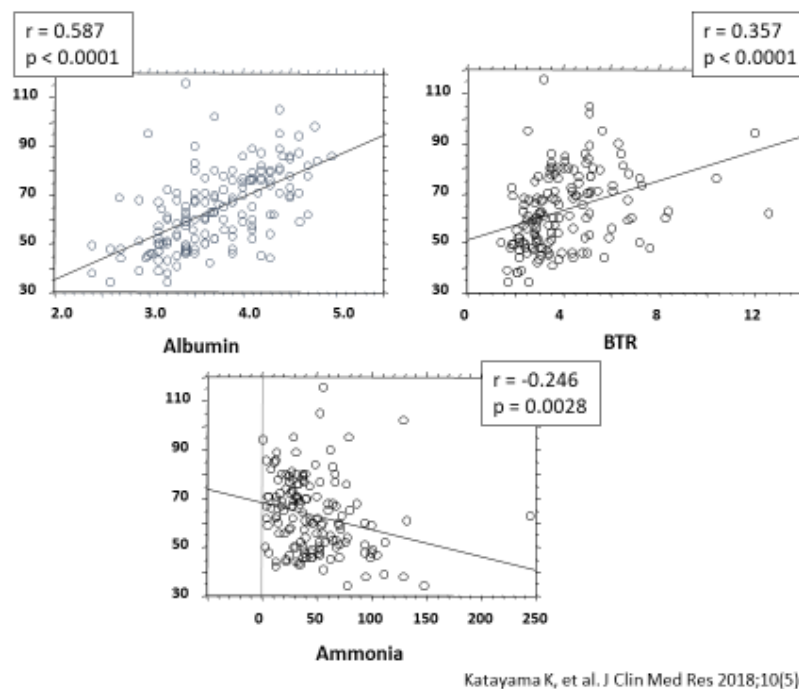 r = 0.587
p < 0.0001
110
90
70
50
30
2.0 3.0 4.0 5.0
Albumin
r = 0.357
p < 0.0001
110
90
70
50
30
0 4 8 12
BTR
r = -0.246
p = 0.0028
110
90
70
50
30
0 50 100 150 200 250
Ammonia
Katayama K, et al. J Clin Med Res 2018;10(5)